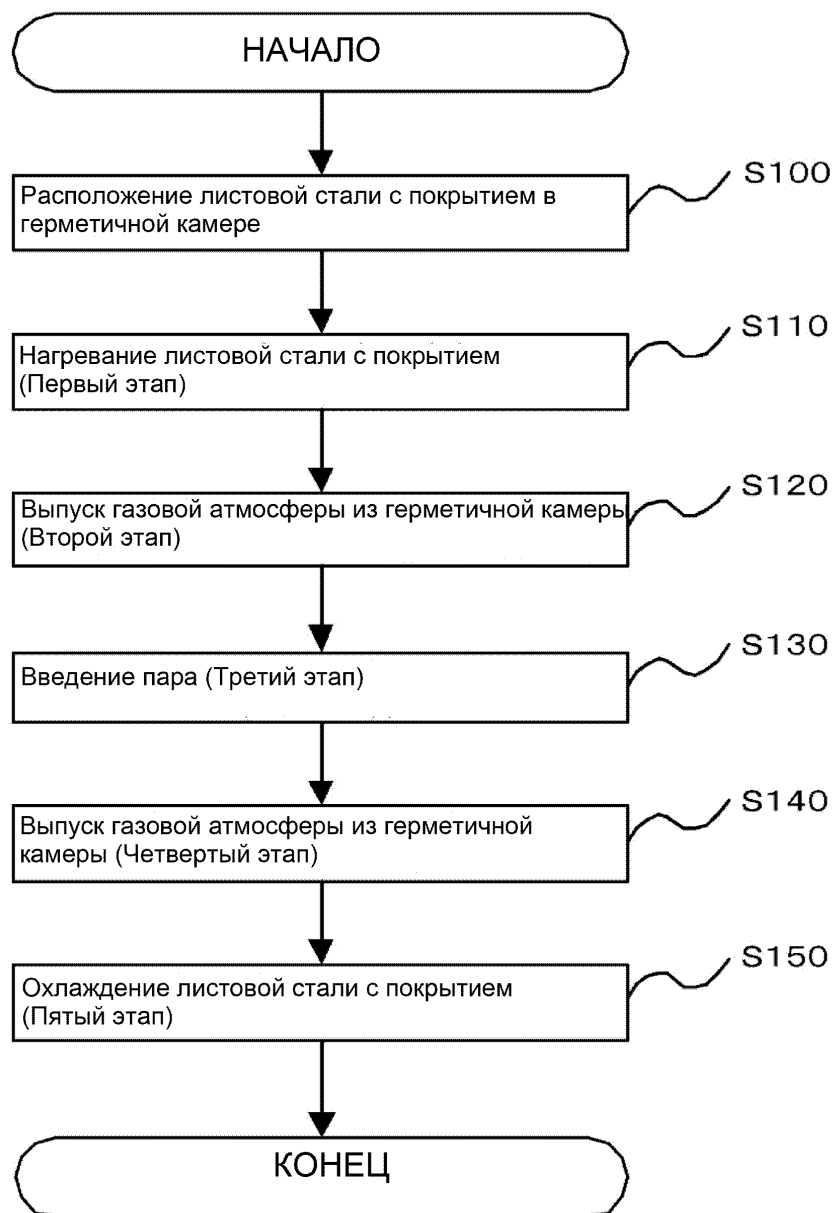 НАЧАЛО
S100
Расположение листовой стали с покрытием в
герметичной камере
S110
Нагревание листовой стали с покрытием
(Первый этап)
S120
Выпуск газовой атмосферы из герметичной камеры
(Второй этап)
S130
Введение пара (Третий этап)
S140
Выпуск газовой атмосферы из герметичной
камеры (Четвертый этап)
S150
Охлаждение листовой стали с покрытием
(Пятый этап)
КОНЕЦ